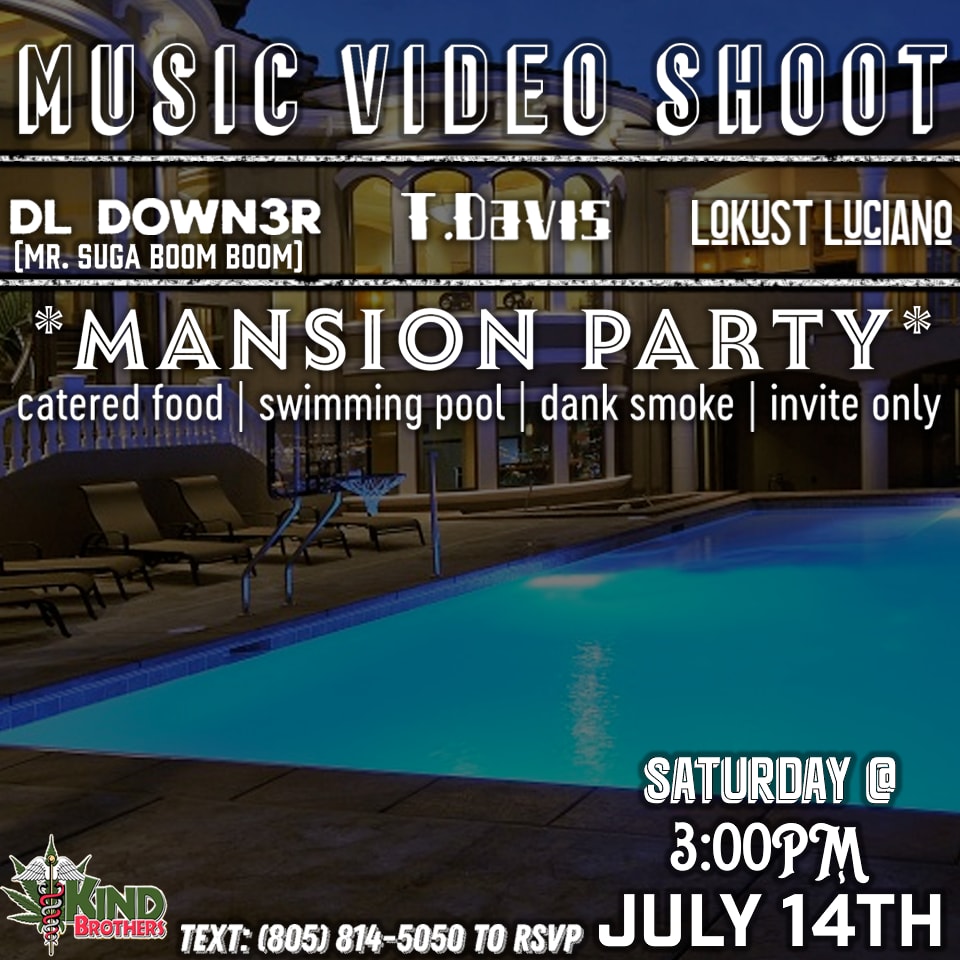 MUSIC VIDEO SHOOT
DL DOWN3R
(MR. SUGA BOOM BOOM)
T.Davis
LOKUST LUCIANO
*MANSION PARTY*
catered food | swimming pool | dank smoke | invite only
SATURDAY @
3:00PM
JULY 14TH
KIND
BROTHERS
TEXT: (805) 814-5050 TO RSVP